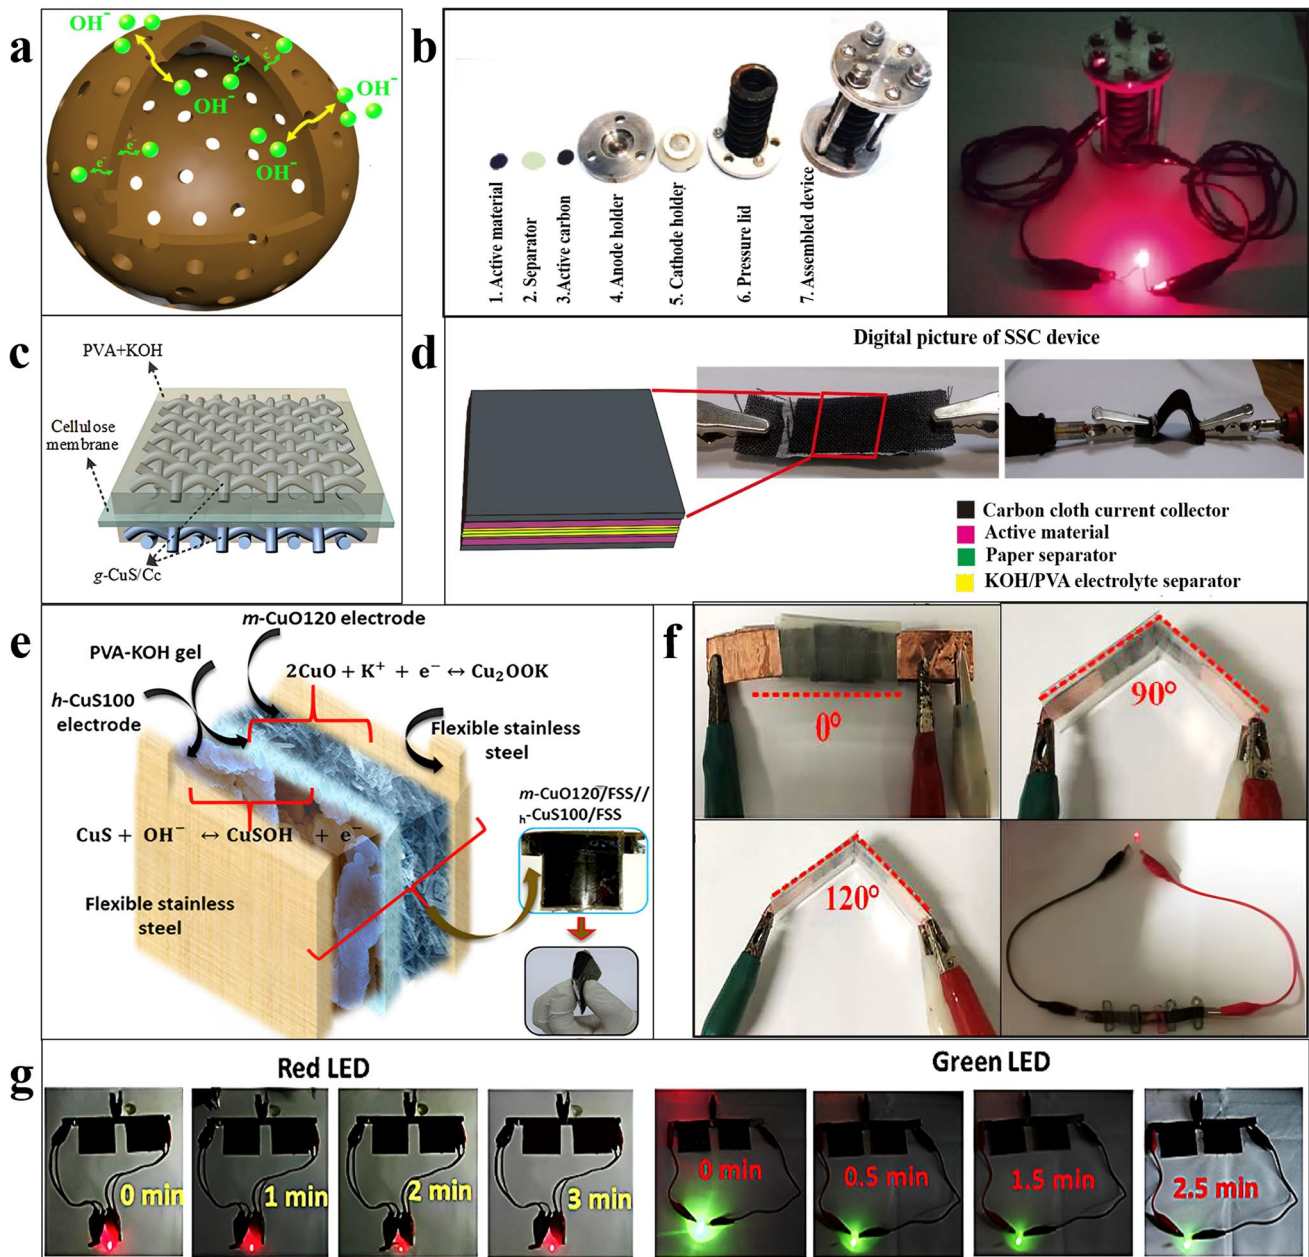 a
OH⁻
e⁻
e⁻
OH⁻
OH⁻
e⁻
e⁻
OH⁻
b
1. Active material
2. Separator
3.Active carbon
4. Anode holder
5. Cathode holder
6. Pressure lid
7. Assembled device
c
PVA+KOH
Cellulose
membrane
g-CuS/Cc
d
Digital picture of SSC device
Carbon cloth current collector
Active material
Paper separator
KOH/PVA electrolyte separator
e
m-CuO120 electrode
PVA-KOH gel
2CuO + K⁺ + e⁻ ↔ Cu₂OOK
h-CuS100
electrode
Flexible stainless
steel
m-CuO120/FSS//
h-CuS100/FSS
CuS + OH⁻ ↔ CuSOH + e⁻
Flexible stainless
steel
f
0°
90°
120°
g
Red LED
0 min
1 min
2 min
3 min
Green LED
0 min
0.5 min
1.5 min
2.5 min